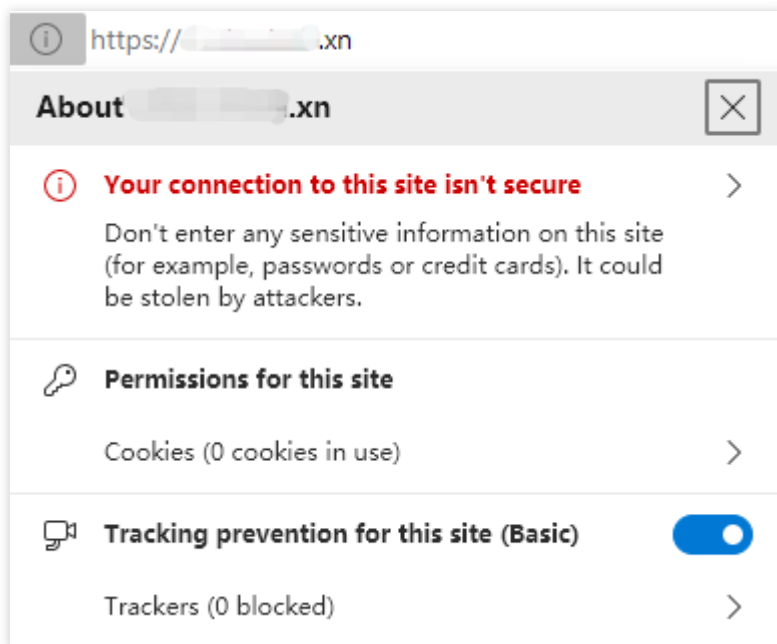 https:// .xn
About .xn
Your connection to this site isn't secure
Don't enter any sensitive information on this site
(for example, passwords or credit cards). It could
be stolen by attackers.
Permissions for this site
Cookies (0 cookies in use)
Tracking prevention for this site (Basic)
Trackers (0 blocked)